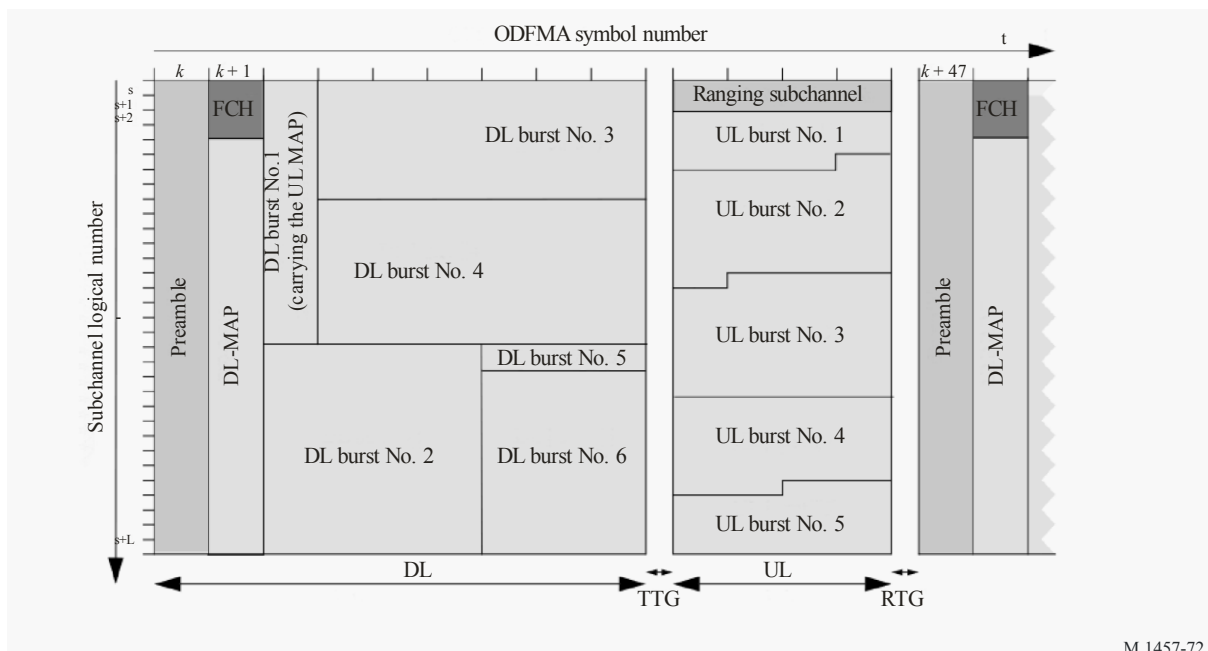 ODFMA symbol number
t
k
k + 1
k + 47
s
s+1
s+2
s+L
Subchannel logical number
Preamble
FCH
DL-MAP
DL burst No.1
(carrying the UL MAP)
DL burst No. 3
DL burst No. 4
DL burst No. 5
DL burst No. 2
DL burst No. 6
Ranging subchannel
UL burst No. 1
UL burst No. 2
UL burst No. 3
UL burst No. 4
UL burst No. 5
Preamble
FCH
DL-MAP
DL
TTG
UL
RTG
M.1457-72